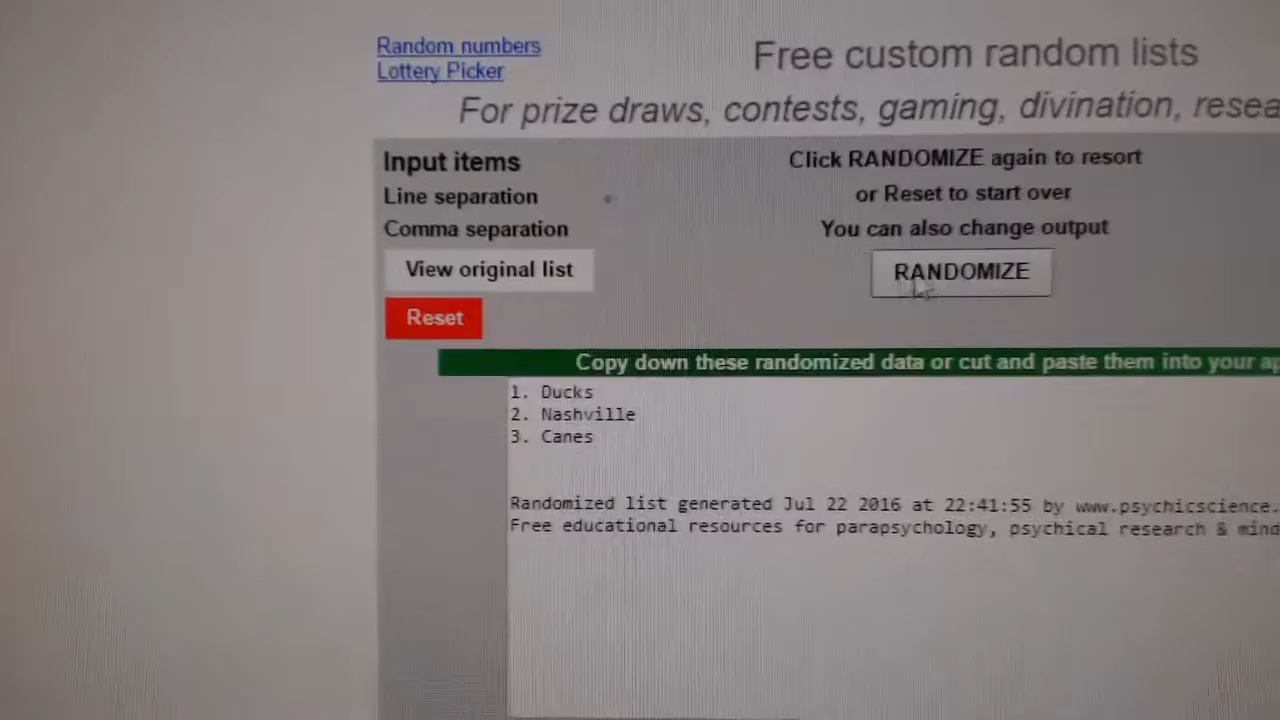 Random numbers
Lottery Picker
Free custom random lists
For prize draws, contests, gaming, divination,
Input items
Line separation
Comma separation
View original list
Reset
Click RANDOMIZE again to resort
or Reset to start over
You can also change output
RANDOMIZE
Copy down these randomized data or cut and paste them into your
1. Ducks
2. Nashville
3. Canes
Randomized list generated Jul 22 2016 at 22:41:55 by www.psychicscience.
Free educational resources for parapsychology, psychical research & mind